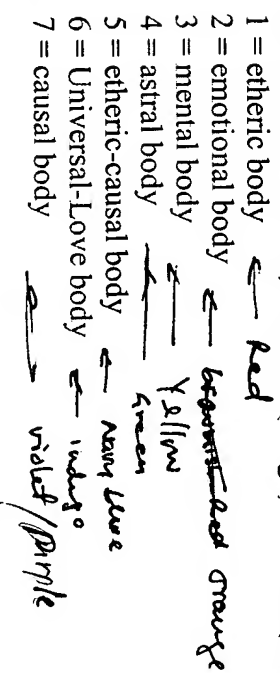 1 = etheric body ← Red
2 = emotional body ← orange
3 = mental body ← Yellow
4 = astral body ← Green
5 = etheric-causal body ← Navy blue
6 = Universal-Love body ← indigo
7 = causal body ← violet/purple